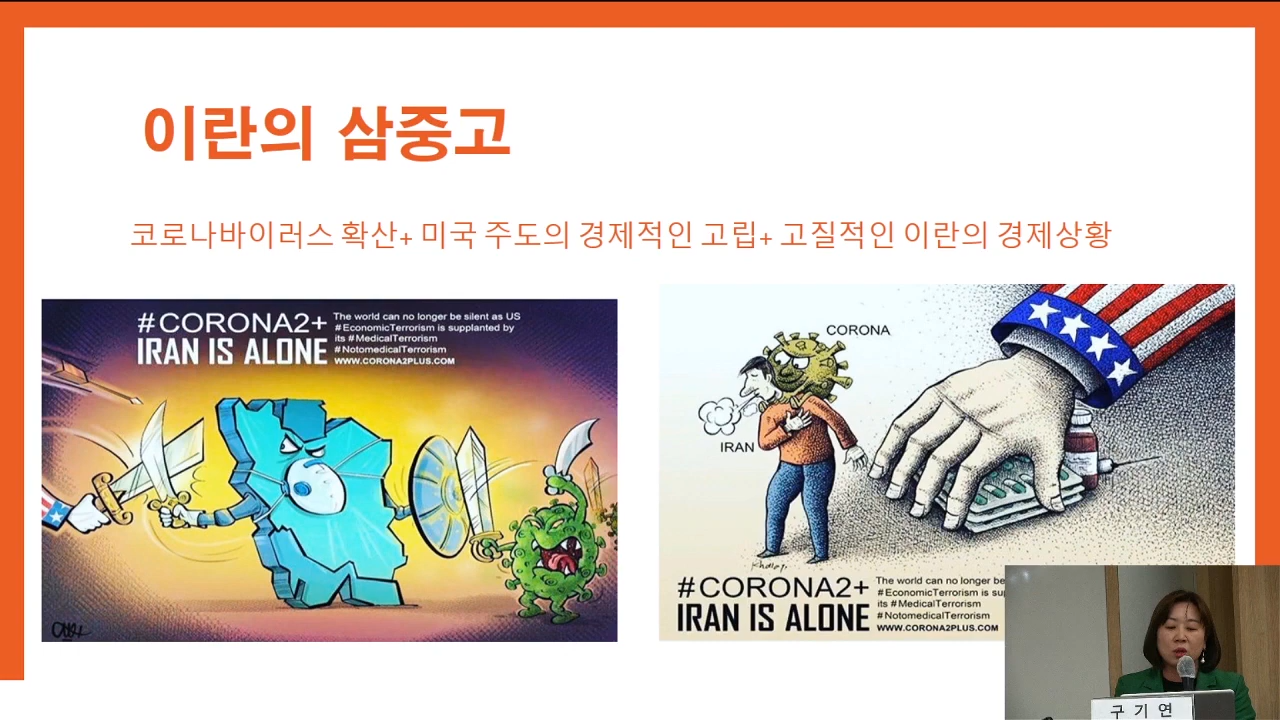 이란의 삼중고
코로나바이러스 확산+ 미국 주도의 경제적인 고립+ 고질적인 이란의 경제상황
#CORONA2+
IRAN IS ALONE
The world can no longer be silent as US
#EconomicTerrorism is supplanted by
its #MedicalTerrorism
#NotomedicalTerrorism
WWW.CORONA2PLUS.COM
CORONA
IRAN
#CORONA2+
IRAN IS ALONE
The world can no longer be
#EconomicTerrorism is
its #MedicalTerrorism
#NotomedicalTerrorism
WWW.CORONA2PLUS.COM
구 기 연